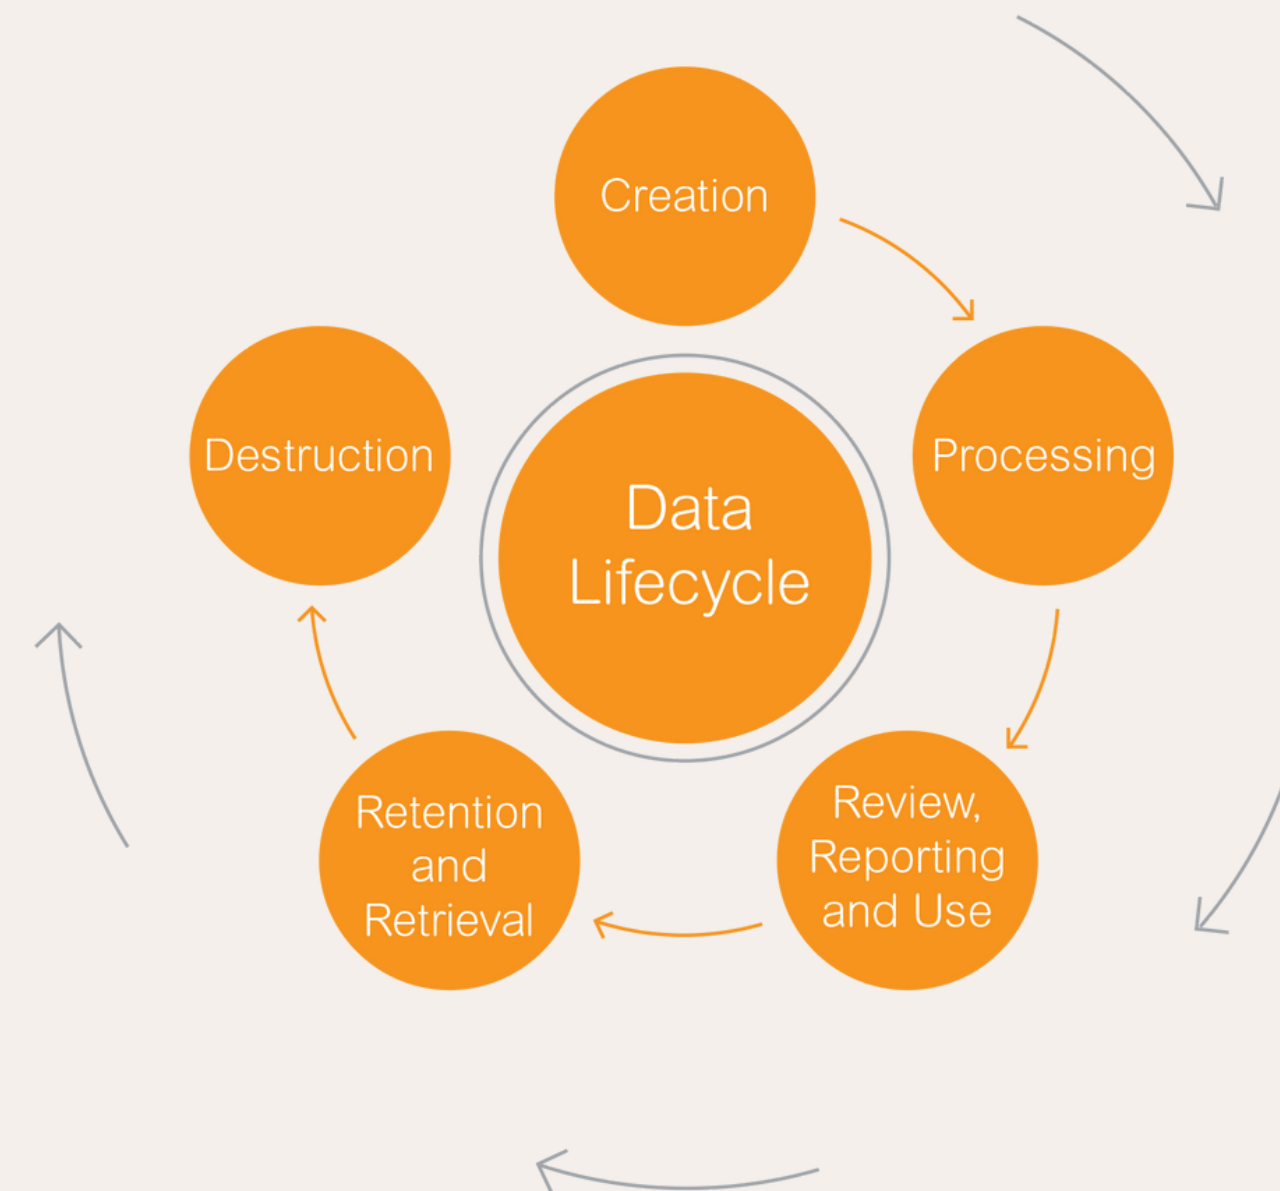 Creation
Processing
Review,
Reporting
and Use
Retention
and
Retrieval
Destruction
Data
Lifecycle